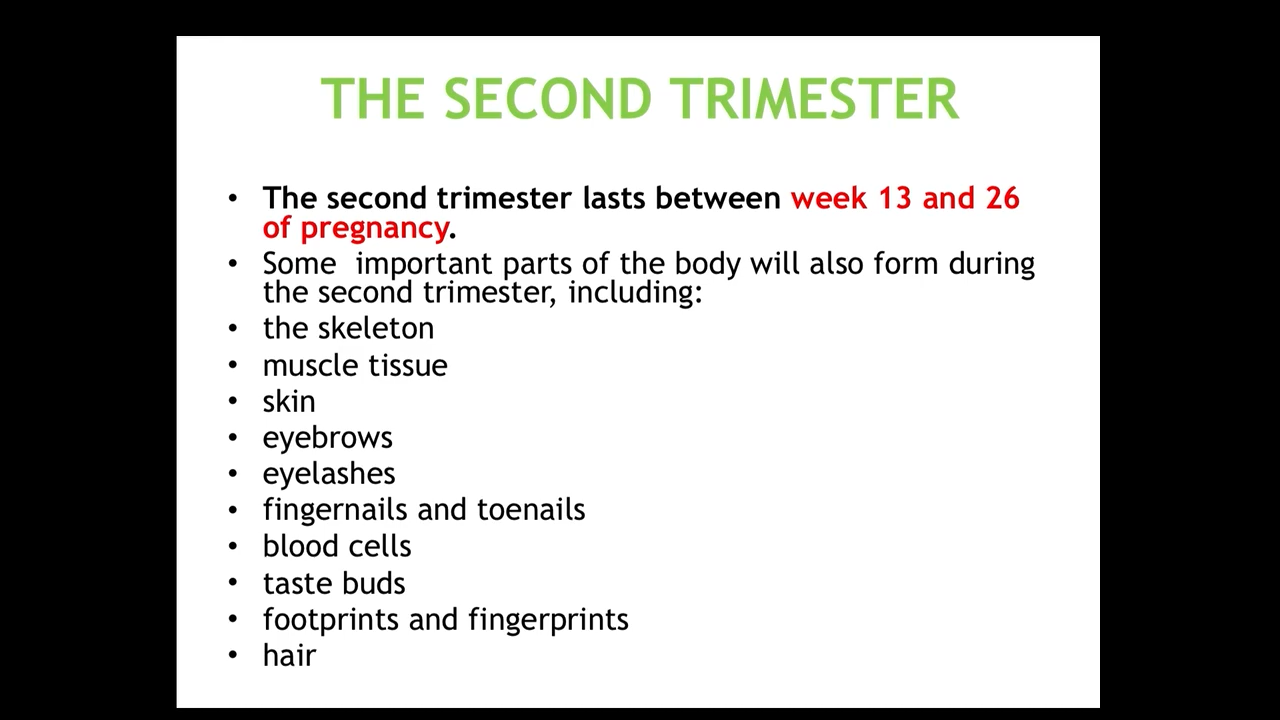 THE SECOND TRIMESTER
• The second trimester lasts between week 13 and 26
of pregnancy.
• Some  important parts of the body will also form during
the second trimester, including:
• the skeleton
• muscle tissue
• skin
• eyebrows
• eyelashes
• fingernails and toenails
• blood cells
• taste buds
• footprints and fingerprints
• hair